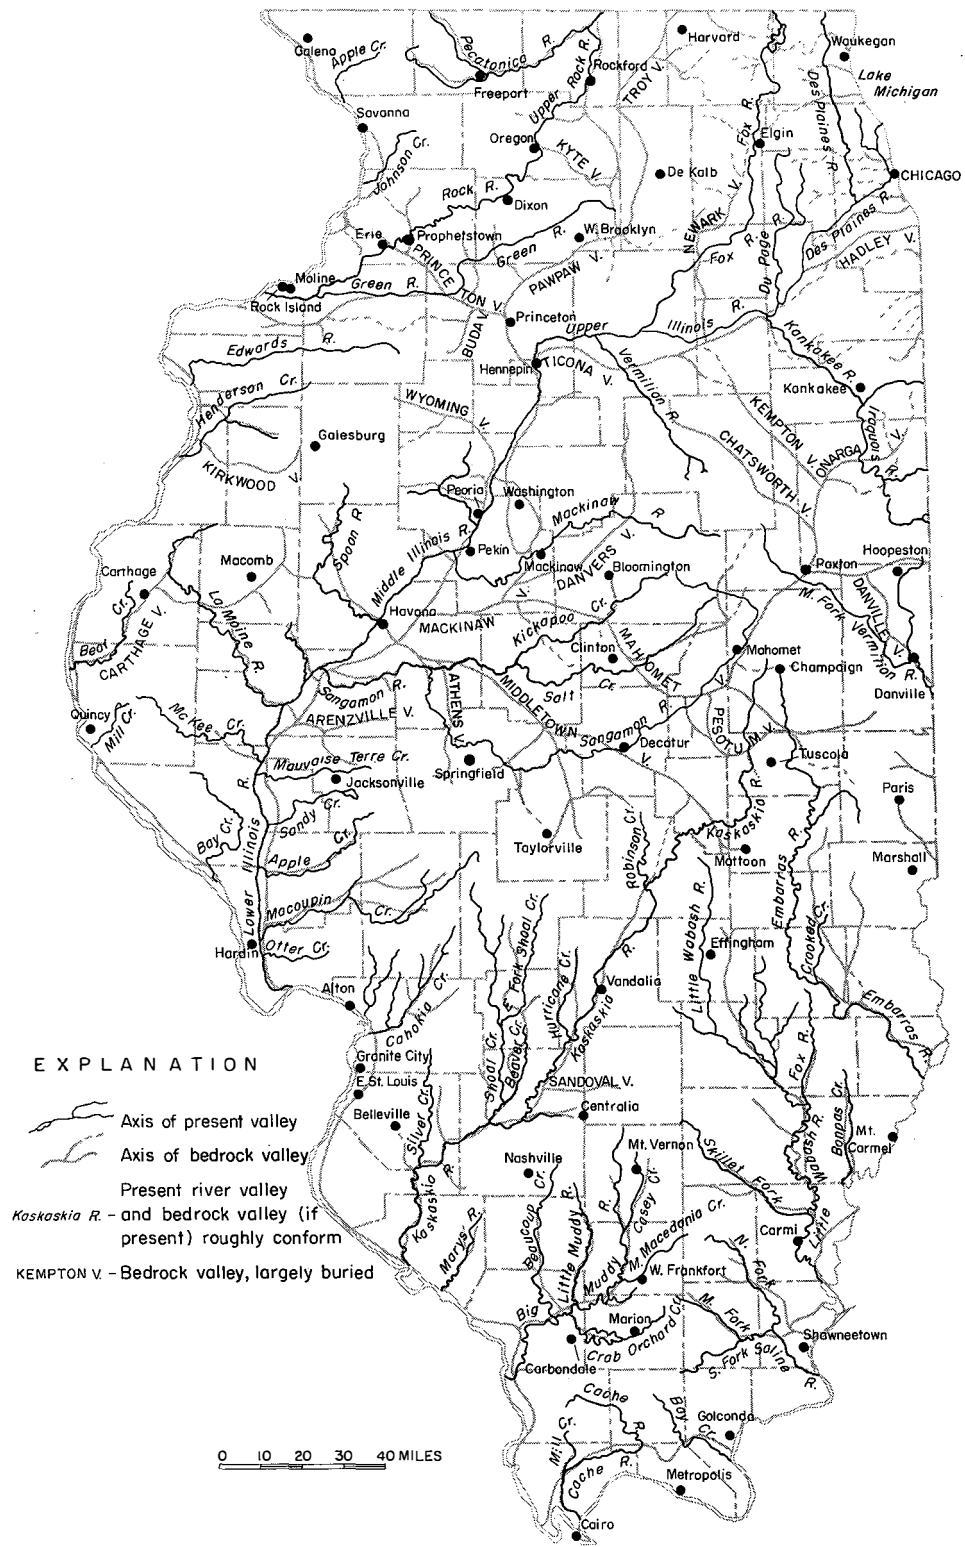 Galena
Apple Cr.
Pecatonica R.
Freeport
Upper Rock R.
Rockford
Harvard
TROY V.
Waukegan
Lake
Michigan
Des Plaines R.
Fox R.
Elgin
Savanna
Johnson Cr.
Oregon
KYTE V.
De Kalb
CHICAGO
Rock R.
Dixon
Erie
Prophetstown
Green R.
W. Brooklyn
NEWARK V.
Fox R.
Du Page R.
Des Plaines R.
HADLEY V.
PRINCETON V.
PAWPAW V.
Moline
Rock Island
Green R.
Princeton
BUDA V.
Upper Illinois R.
Edwards R.
Hennepin
TICONA V.
Vermilion R.
Kankakee R.
Kankakee
Henderson Cr.
WYOMING V.
KEMPTON V.
Iroquois R.
Galesburg
CHATSWORTH V.
ONARGA V.
KIRKWOOD V.
Peoria
Washington
Spoon R
Middle Illinois R.
Mackinaw R
Pekin
Mackinaw
DANVERS V.
Bloomington
Paxton
Hoopeston
Carthage
Macomb
Bear Cr.
CARTHAGE V.
La Moine R.
Havana
MACKINAW V.
Kickapoo Cr.
M. Fork Vermilion R.
DANVILLE V.
MAHOMET V.
Mahomet
Clinton
Champaign
Danville
Salt Cr.
Sangamon R.
ATHENS V.
MIDDLETOWN V.
Quincy
Mill Cr.
Mc Kee Cr.
ARENZVILLE V.
PESOTUM V.
Sangamon R.
Decatur
Mauvaise Terre Cr.
Jacksonville
Springfield
Tuscola
Paris
Sandy Cr.
Bay Cr.
Lower Illinois R.
Apple Cr.
Taylorville
Robinson Cr.
Kaskaskia R.
Mattoon
Embarras R.
Marshall
Macoupin Cr.
Little Wabash R.
Effingham
Crooked Cr.
Hardin
Otter Cr.
Alton
Cahokia Cr.
Shoal Cr.
E. Fork Shoal Cr.
Beaver Cr.
Hurricane Cr.
Kaskaskia R.
Vandalia
Embarras R.
EXPLANATION
Axis of present valley
Axis of bedrock valley
Present river valley
Kaskaskia R. - and bedrock valley (if
present) roughly conform
KEMPTON V. - Bedrock valley, largely buried
Granite City
E. St. Louis
Belleville
Silver Cr.
SANDOVAL V.
Centralia
Fox R.
Bonpas Cr.
Mt.
Carmel
Little Wabash R.
Nashville
Mt. Vernon
Skillet Fork
Kaskaskia R.
Marys R.
Beaucoup Cr.
Little Muddy R.
Casey Cr.
M. Macedonia Cr.
Carmi
Big Muddy R.
W. Frankfort
N. Fork
M. Fork
Marion
Crab Orchard Cr.
Carbondale
S. Fork Saline R.
Shawneetown
Cache R.
Bay Cr.
Golconda
Mill Cr.
Cache R.
Metropolis
Cairo
0 10 20 30 40 MILES